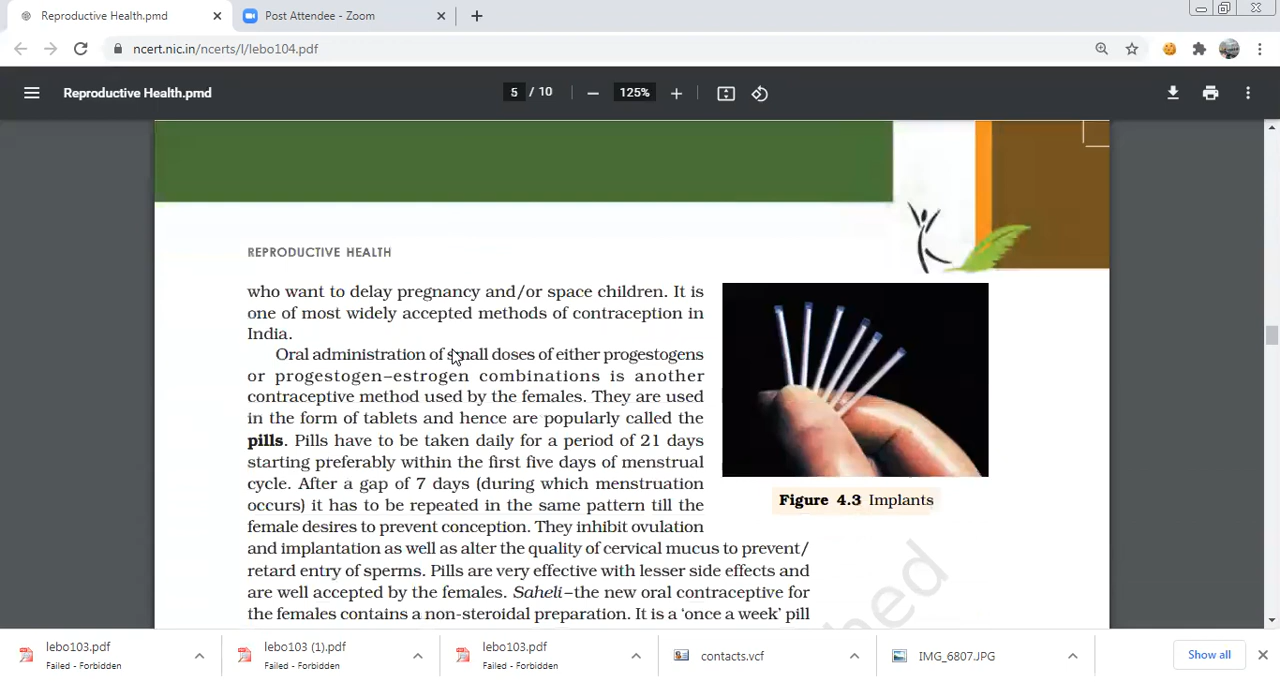 Reproductive Health.pmd
Post Attendee - Zoom
ncert.nic.in/ncerts/l/lebo104.pdf
Reproductive Health.pmd
5 / 10
125%
REPRODUCTIVE HEALTH
who want to delay pregnancy and/or space children. It is
one of most widely accepted methods of contraception in
India.
Oral administration of small doses of either progestogens
or progestogen–estrogen combinations is another
contraceptive method used by the females. They are used
in the form of tablets and hence are popularly called the
pills. Pills have to be taken daily for a period of 21 days
starting preferably within the first five days of menstrual
cycle. After a gap of 7 days (during which menstruation
occurs) it has to be repeated in the same pattern till the
female desires to prevent conception. They inhibit ovulation
and implantation as well as alter the quality of cervical mucus to prevent/
retard entry of sperms. Pills are very effective with lesser side effects and
are well accepted by the females. Saheli–the new oral contraceptive for
the females contains a non-steroidal preparation. It is a ‘once a week’ pill
Figure 4.3 Implants
hed
lebo103.pdf
Failed - Forbidden
lebo103 (1).pdf
Failed - Forbidden
lebo103.pdf
Failed - Forbidden
contacts.vcf
IMG_6807.JPG
Show all